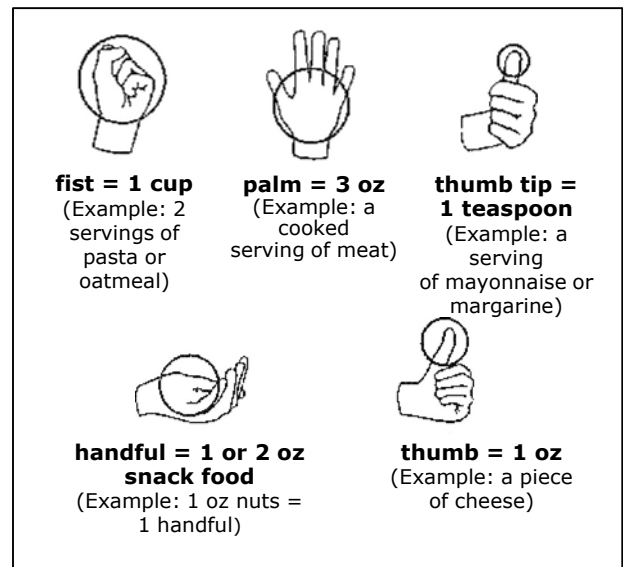 fist = 1 cup
(Example: 2
servings of
pasta or
oatmeal)
palm = 3 oz
(Example: a
cooked
serving of meat)
thumb tip =
1 teaspoon
(Example: a
serving
of mayonnaise or
margarine)
handful = 1 or 2 oz
snack food
(Example: 1 oz nuts =
1 handful)
thumb = 1 oz
(Example: a piece
of cheese)